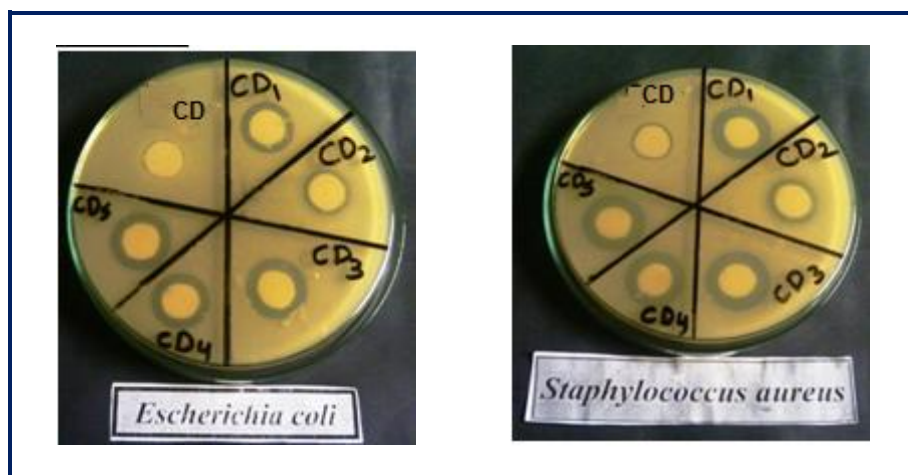 CD
CD1
CD2
CD3
CD4
CD5
Escherichia coli
CD
CD1
CD2
CD3
CD4
CD5
Staphylococcus aureus